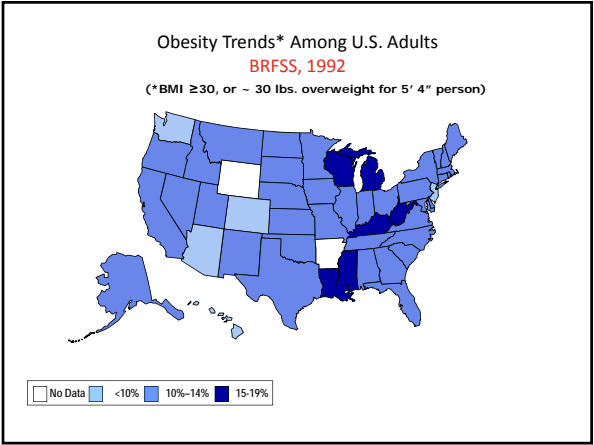 Obesity Trends* Among U.S. Adults
BRFSS, 1992
(*BMI ≥30, or ~ 30 lbs. overweight for 5’ 4” person)
No Data <10% 10%–14% 15-19%